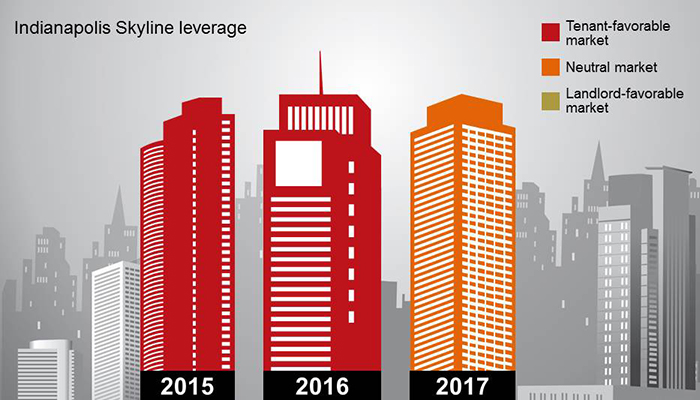 Indianapolis Skyline leverage
Tenant-favorable
market
Neutral market
Landlord-favorable
market
2015
2016
2017